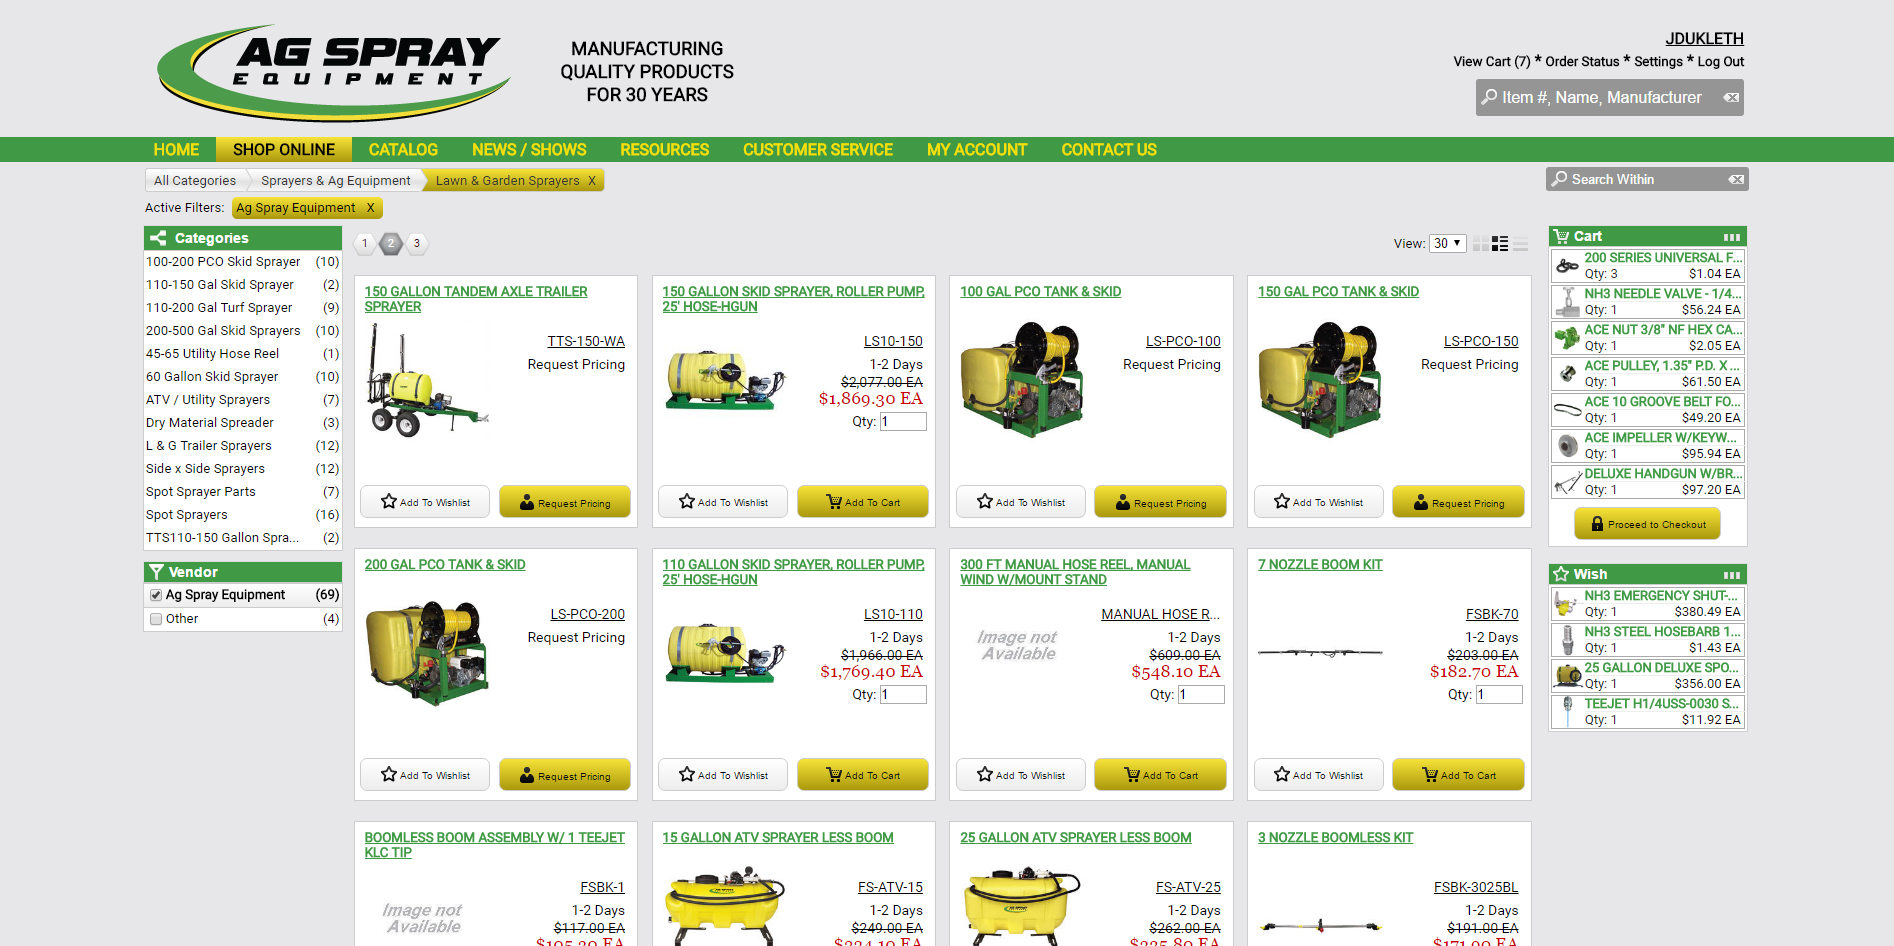 AG SPRAY
EQUIPMENT
MANUFACTURING
QUALITY PRODUCTS
FOR 30 YEARS
JDUKLETH
View Cart (7) * Order Status * Settings * Log Out
Item #, Name, Manufacturer
HOME SHOP ONLINE CATALOG NEWS / SHOWS RESOURCES CUSTOMER SERVICE MY ACCOUNT CONTACT US
All Categories Sprayers & Ag Equipment Lawn & Garden Sprayers X
Search Within
Active Filters: Ag Spray Equipment X
Categories
100-200 PCO Skid Sprayer (10)
110-150 Gal Skid Sprayer (2)
110-200 Gal Turf Sprayer (9)
200-500 Gal Skid Sprayers (10)
45-65 Utility Hose Reel (1)
60 Gallon Skid Sprayer (10)
ATV / Utility Sprayers (7)
Dry Material Spreader (3)
L & G Trailer Sprayers (12)
Side x Side Sprayers (12)
Spot Sprayer Parts (7)
Spot Sprayers (16)
TTS110-150 Gallon Spra... (2)
Vendor
Ag Spray Equipment (69)
Other (4)
1 2 3
View: 30
150 GALLON TANDEM AXLE TRAILER
SPRAYER
TTS-150-WA
Request Pricing
Add To Wishlist Request Pricing
150 GALLON SKID SPRAYER, ROLLER PUMP,
25' HOSE-HGUN
LS10-150
1-2 Days
$2,077.00 EA
$1,869.30 EA
Qty: 1
Add To Wishlist Add To Cart
100 GAL PCO TANK & SKID
LS-PCO-100
Request Pricing
Add To Wishlist Request Pricing
150 GAL PCO TANK & SKID
LS-PCO-150
Request Pricing
Add To Wishlist Request Pricing
200 GAL PCO TANK & SKID
LS-PCO-200
Request Pricing
Add To Wishlist Request Pricing
110 GALLON SKID SPRAYER, ROLLER PUMP,
25' HOSE-HGUN
LS10-110
1-2 Days
$1,966.00 EA
$1,769.40 EA
Qty: 1
Add To Wishlist Add To Cart
300 FT MANUAL HOSE REEL, MANUAL
WIND W/MOUNT STAND
MANUAL HOSE R...
Image not
Available
1-2 Days
$609.00 EA
$548.10 EA
Qty: 1
Add To Wishlist Add To Cart
7 NOZZLE BOOM KIT
FSBK-70
1-2 Days
$203.00 EA
$182.70 EA
Qty: 1
Add To Wishlist Add To Cart
BOOMLESS BOOM ASSEMBLY W/ 1 TEEJET
KLC TIP
FSBK-1
Image not
Available
1-2 Days
$117.00 EA
$105.30 EA
15 GALLON ATV SPRAYER LESS BOOM
FS-ATV-15
1-2 Days
$249.00 EA
$224.10 EA
25 GALLON ATV SPRAYER LESS BOOM
FS-ATV-25
1-2 Days
$262.00 EA
$235.80 EA
3 NOZZLE BOOMLESS KIT
FSBK-3025BL
1-2 Days
$191.00 EA
$171.90 EA
Cart
200 SERIES UNIVERSAL F...
Qty: 3 $1.04 EA
NH3 NEEDLE VALVE - 1/4...
Qty: 1 $56.24 EA
ACE NUT 3/8" NF HEX CA...
Qty: 1 $2.05 EA
ACE PULLEY, 1.35" P.D. X ...
Qty: 1 $61.50 EA
ACE 10 GROOVE BELT FO...
Qty: 1 $49.20 EA
ACE IMPELLER W/KEYW...
Qty: 1 $95.94 EA
DELUXE HANDGUN W/BR...
Qty: 1 $97.20 EA
Proceed to Checkout
Wish
NH3 EMERGENCY SHUT-...
Qty: 1 $380.49 EA
NH3 STEEL HOSEBARB 1...
Qty: 1 $1.43 EA
25 GALLON DELUXE SPO...
Qty: 1 $356.00 EA
TEEJET H1/4USS-0030 S...
Qty: 1 $11.92 EA